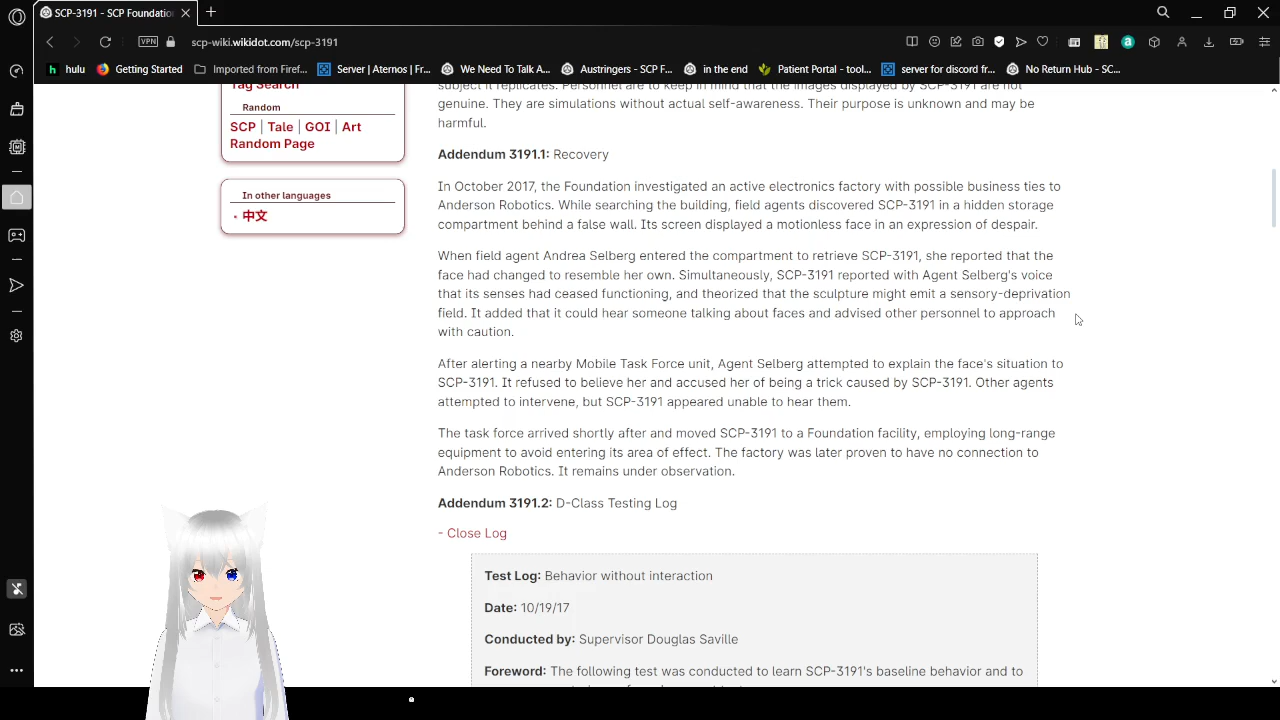 SCP-3191 - SCP Foundation
VPN
scp-wiki.wikidot.com/scp-3191
h hulu
Getting Started
Imported from Firef...
Server | Aternos | Fr...
We Need To Talk A...
Austringers - SCP F...
in the end
Patient Portal - tool...
server for discord fr...
No Return Hub - SC...
Tag Search
Random
SCP | Tale | GOI | Art
Random Page
In other languages
中文
subject it replicates. Personnel are to keep in mind that the images displayed by SCP-3191 are not
genuine. They are simulations without actual self-awareness. Their purpose is unknown and may be
harmful.
Addendum 3191.1: Recovery
In October 2017, the Foundation investigated an active electronics factory with possible business ties to
Anderson Robotics. While searching the building, field agents discovered SCP-3191 in a hidden storage
compartment behind a false wall. Its screen displayed a motionless face in an expression of despair.
When field agent Andrea Selberg entered the compartment to retrieve SCP-3191, she reported that the
face had changed to resemble her own. Simultaneously, SCP-3191 reported with Agent Selberg's voice
that its senses had ceased functioning, and theorized that the sculpture might emit a sensory-deprivation
field. It added that it could hear someone talking about faces and advised other personnel to approach
with caution.
After alerting a nearby Mobile Task Force unit, Agent Selberg attempted to explain the face's situation to
SCP-3191. It refused to believe her and accused her of being a trick caused by SCP-3191. Other agents
attempted to intervene, but SCP-3191 appeared unable to hear them.
The task force arrived shortly after and moved SCP-3191 to a Foundation facility, employing long-range
equipment to avoid entering its area of effect. The factory was later proven to have no connection to
Anderson Robotics. It remains under observation.
Addendum 3191.2: D-Class Testing Log
- Close Log
Test Log: Behavior without interaction
Date: 10/19/17
Conducted by: Supervisor Douglas Saville
Foreword: The following test was conducted to learn SCP-3191's baseline behavior and to